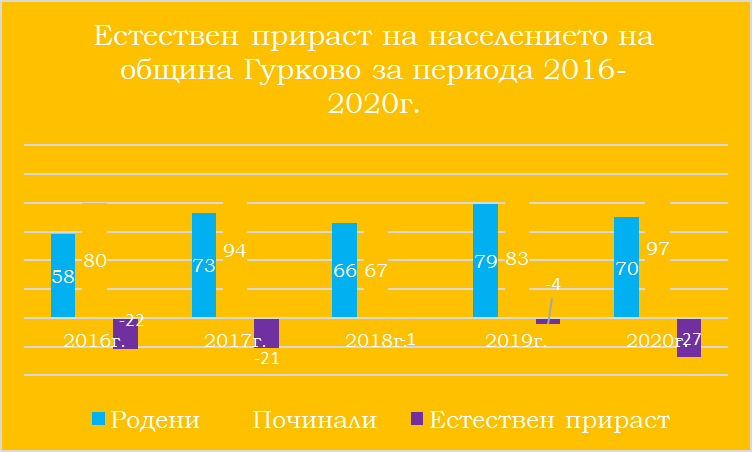 Естествен прираст на населението на
община Гурково за периода 2016-
2020г.
58 80 -22
73 94 -21
66 67 -1
79 83 -4
70 97 -27
2016г. 2017г. 2018г. 2019г. 2020г.
Родени Починали Естествен прираст